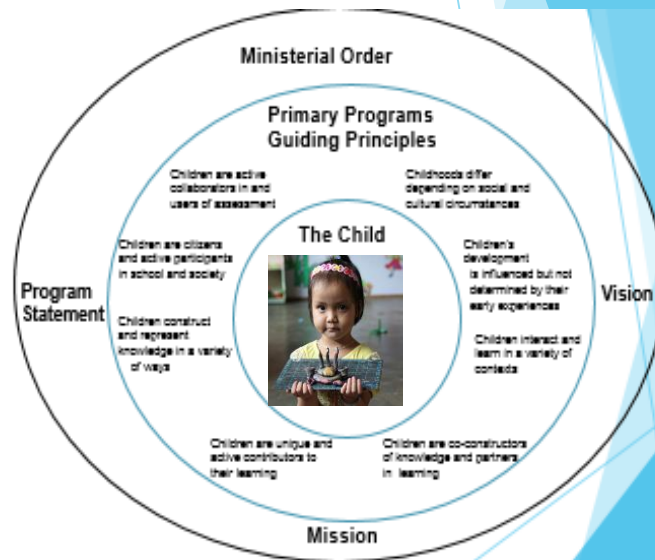 Ministerial Order
Primary Programs
Guiding Principles
Children are active
collaborators in and
users of assessment
Childhoods differ
depending on social and
cultural circumstances
The Child
Children are citizens
and active participants
in school and society
Children's
development
is influenced but not
determined by their
early experiences
Program
Statement
Vision
Children construct
and represent
knowledge in a variety
of ways
Children interact and
learn in a variety of
contexts
Children are unique and
active contributors to
their learning
Children are co-constructors
of knowledge and partners
in learning
Mission